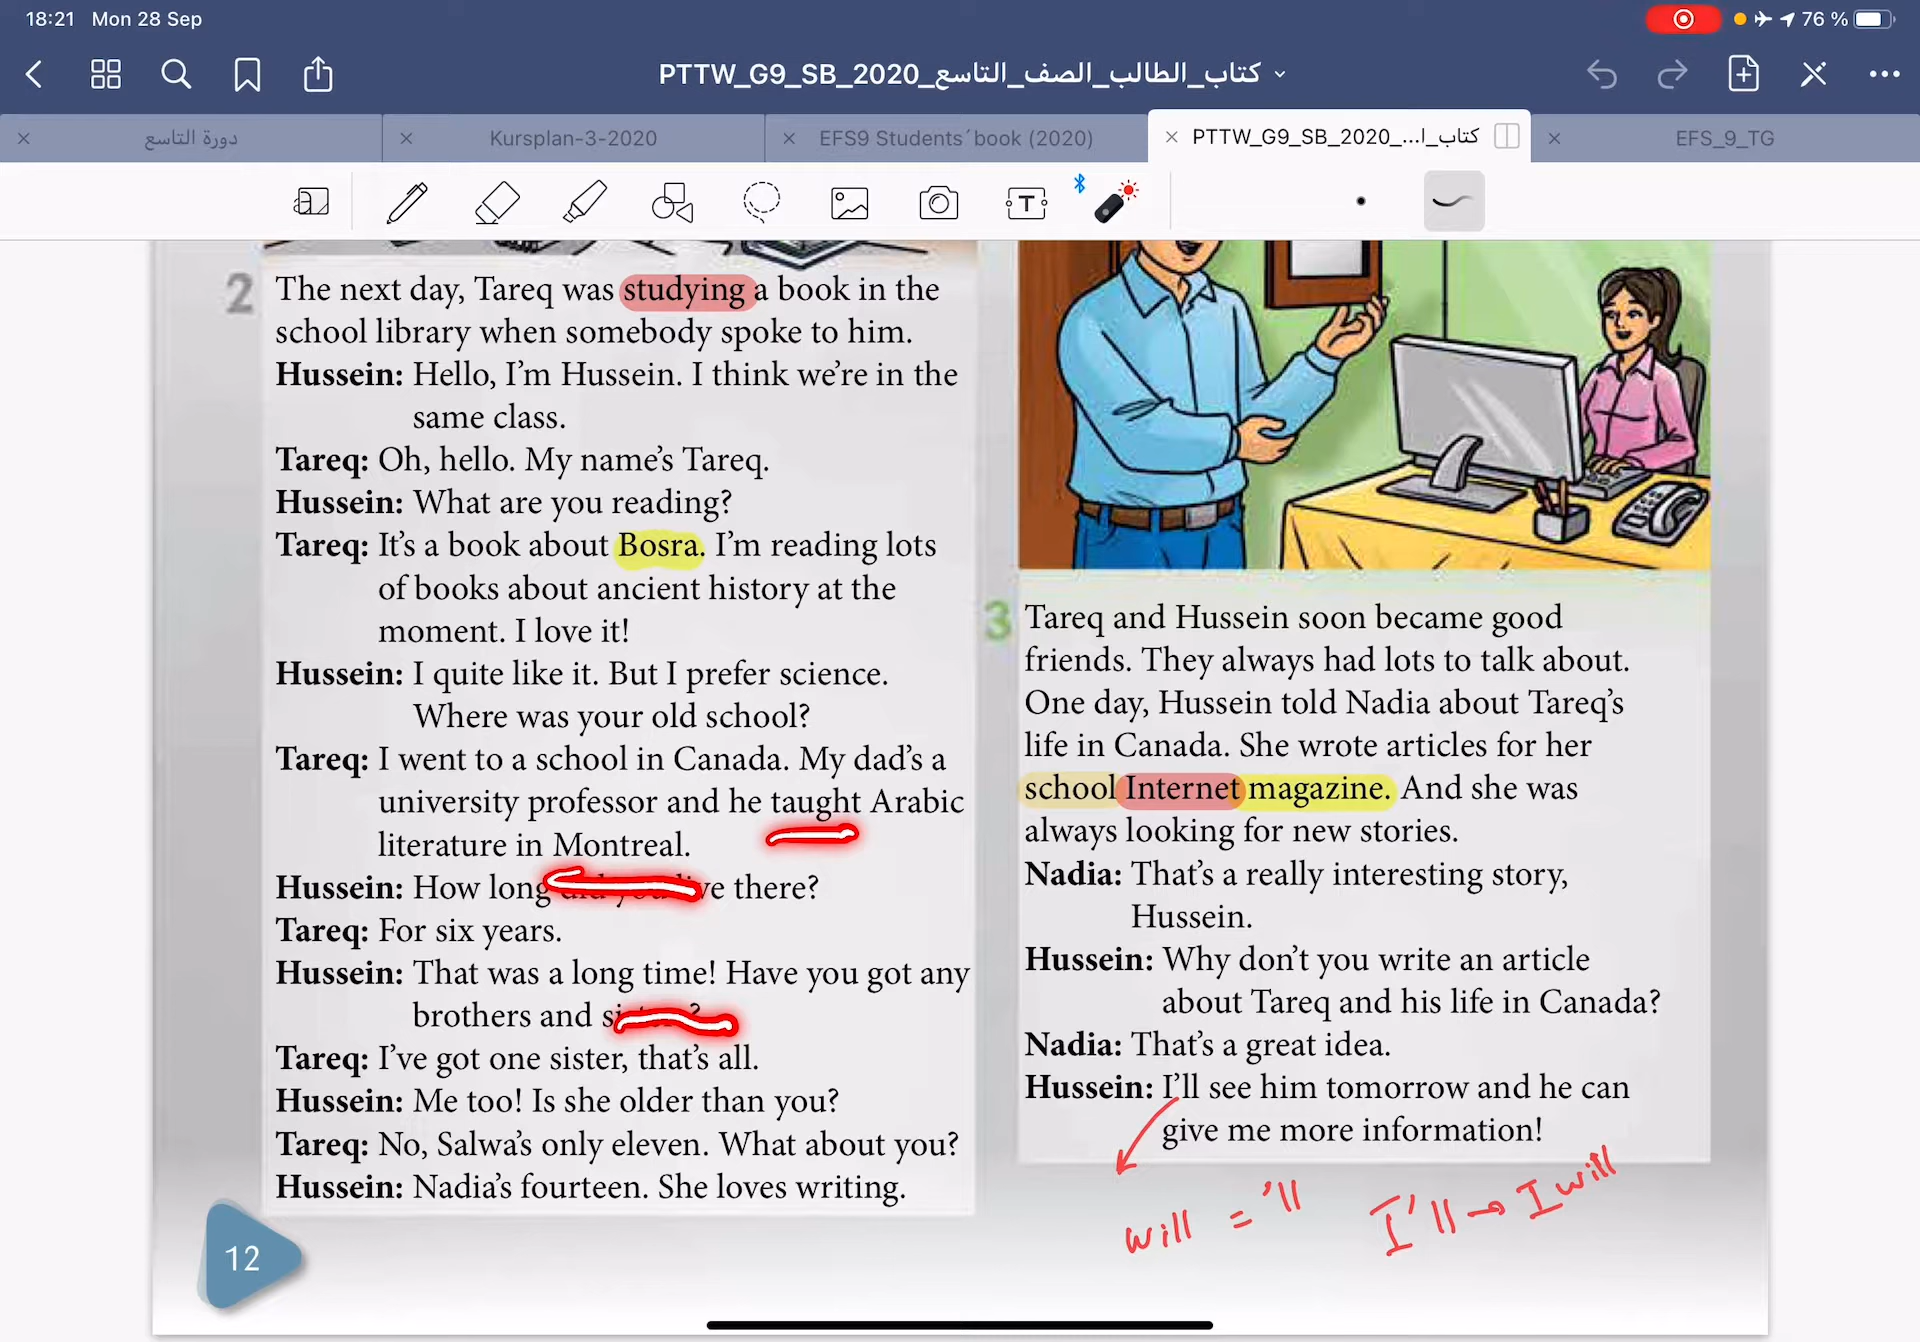 18:21 Mon 28 Sep
76 %
PTTW_G9_SB_2020_كتاب_الطالب_الصف_التاسع
دورة التاسع
Kursplan-3-2020
EFS9 Students´book (2020)
PTTW_G9_SB_2020_...كتاب_ا
EFS_9_TG
2
The next day, Tareq was studying a book in the
school library when somebody spoke to him.
Hussein: Hello, I'm Hussein. I think we're in the
same class.
Tareq: Oh, hello. My name's Tareq.
Hussein: What are you reading?
Tareq: It's a book about Bosra. I'm reading lots
of books about ancient history at the
moment. I love it!
Hussein: I quite like it. But I prefer science.
Where was your old school?
Tareq: I went to a school in Canada. My dad's a
university professor and he taught Arabic
literature in Montreal.
Hussein: How long did you live there?
Tareq: For six years.
Hussein: That was a long time! Have you got any
brothers and sisters?
Tareq: I've got one sister, that's all.
Hussein: Me too! Is she older than you?
Tareq: No, Salwa's only eleven. What about you?
Hussein: Nadia's fourteen. She loves writing.
12
3
Tareq and Hussein soon became good
friends. They always had lots to talk about.
One day, Hussein told Nadia about Tareq's
life in Canada. She wrote articles for her
school Internet magazine. And she was
always looking for new stories.
Nadia: That's a really interesting story,
Hussein.
Hussein: Why don't you write an article
about Tareq and his life in Canada?
Nadia: That's a great idea.
Hussein: I'll see him tomorrow and he can
give me more information!
will = 'll I'll → I will